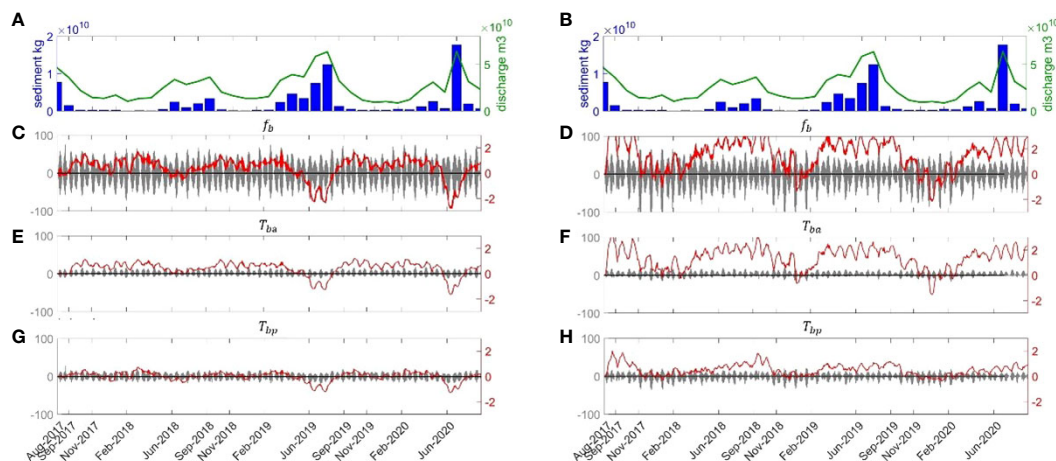 A
×10^10
×10^10
2
1
0
sediment kg
5
0
discharge m3
B
×10^10
×10^10
2
1
0
sediment kg
5
0
discharge m3
C
f_b
100
0
-100
2
0
-2
D
f_b
100
0
-100
2
0
-2
E
T_ba
100
0
-100
2
0
-2
F
T_ba
100
0
-100
2
0
-2
G
T_bp
100
0
-100
2
0
-2
H
T_bp
100
0
-100
2
0
-2
Aug-2017
Sep-2017
Nov-2017
Feb-2018
Jun-2018
Sep-2018
Nov-2018
Feb-2019
Jun-2019
Sep-2019
Nov-2019
Feb-2020
Jun-2020
Aug-2017
Sep-2017
Nov-2017
Feb-2018
Jun-2018
Sep-2018
Nov-2018
Feb-2019
Jun-2019
Sep-2019
Nov-2019
Feb-2020
Jun-2020